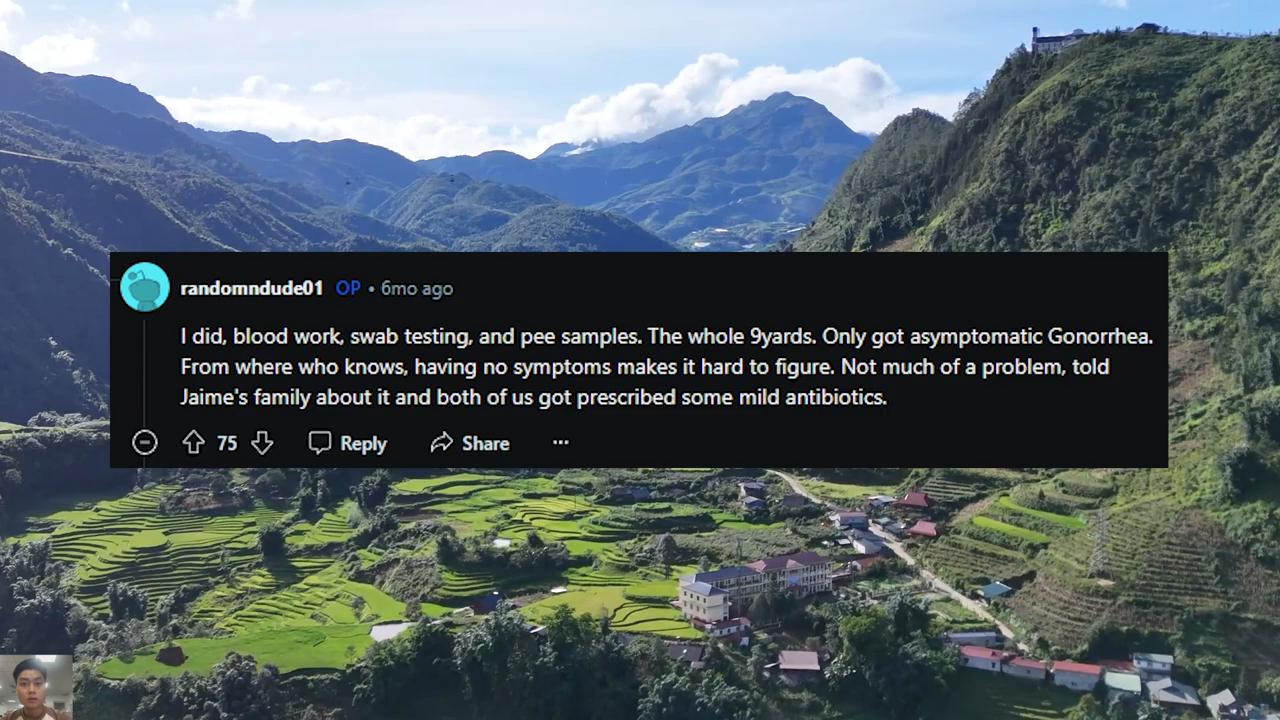 randomndude01 OP • 6mo ago
I did, blood work, swab testing, and pee samples. The whole 9yards. Only got asymptomatic Gonorrhea.
From where who knows, having no symptoms makes it hard to figure. Not much of a problem, told
Jaime's family about it and both of us got prescribed some mild antibiotics.
75 Reply Share ...